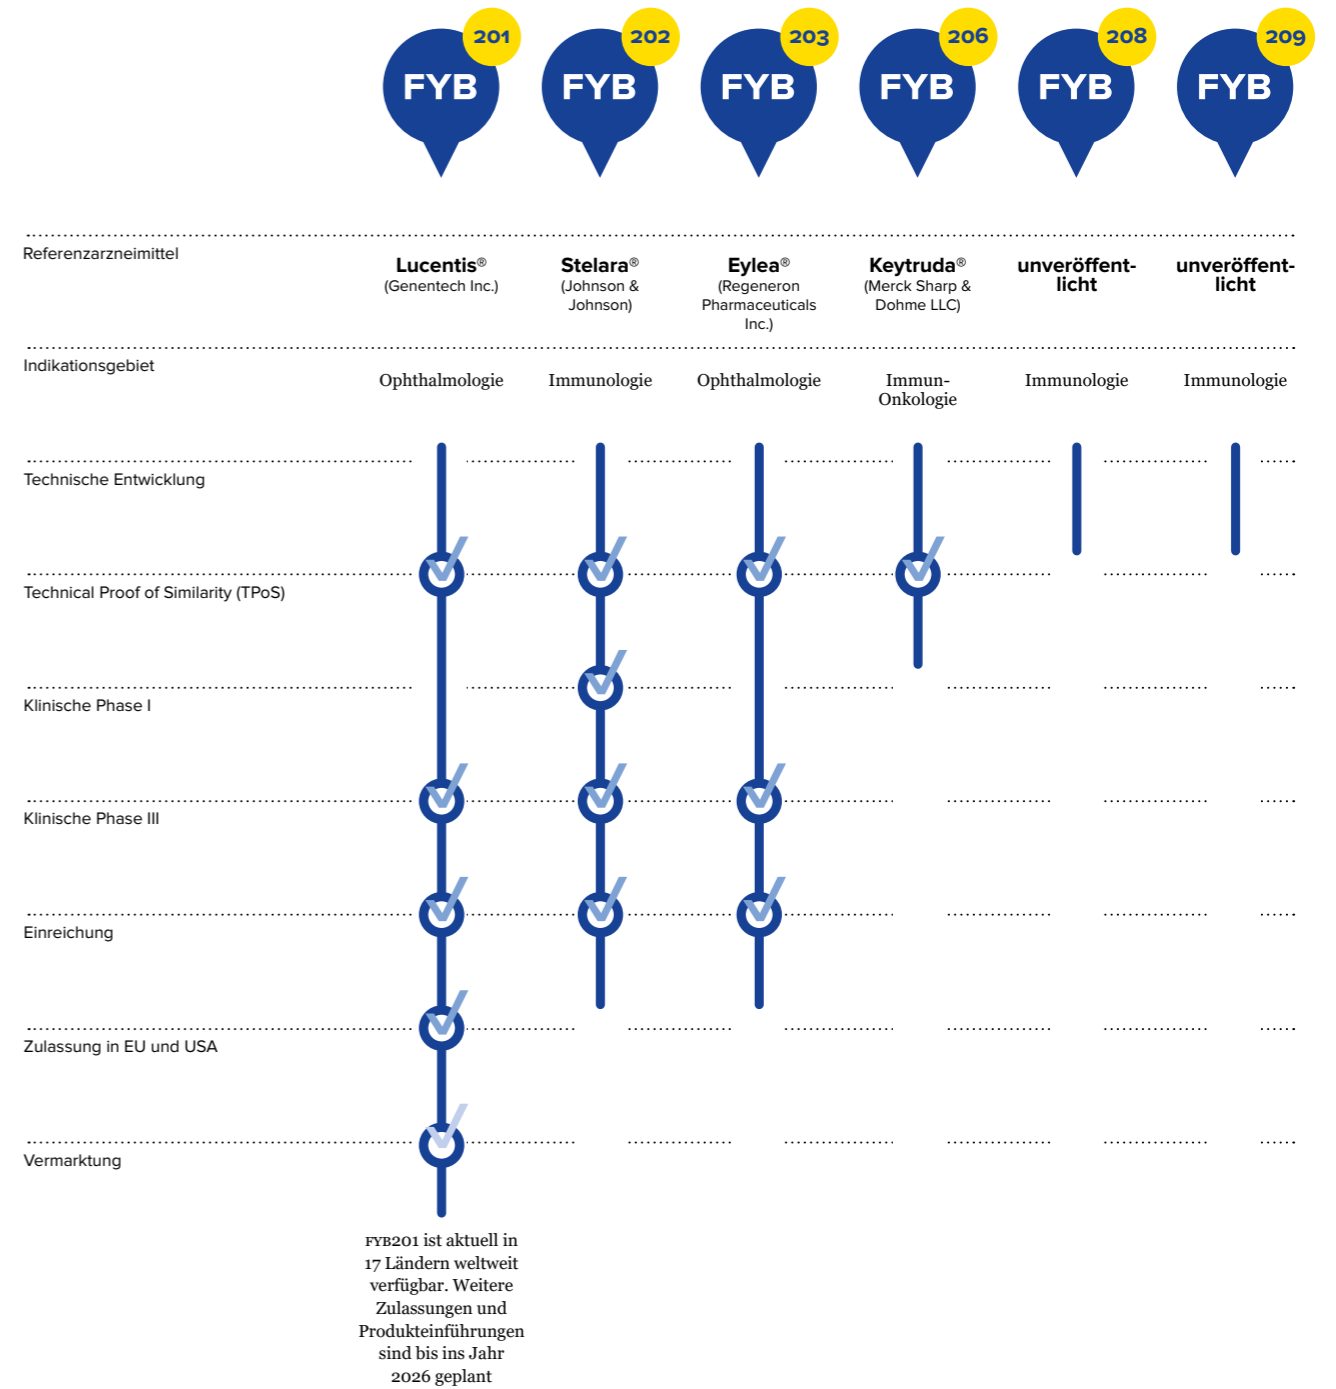 201
202
203
206
208
209
FYB
FYB
FYB
FYB
FYB
FYB
Referenzarzneimittel
Lucentis®
(Genentech Inc.)
Stelara®
(Johnson &
Johnson)
Eylea®
(Regeneron
Pharmaceuticals
Inc.)
Keytruda®
(Merck Sharp &
Dohme LLC)
unveröffent-
licht
unveröffent-
licht
Indikationsgebiet
Ophthalmologie
Immunologie
Ophthalmologie
Immun-
Onkologie
Immunologie
Immunologie
Technische Entwicklung
Technical Proof of Similarity (TPoS)
Klinische Phase I
Klinische Phase III
Einreichung
Zulassung in EU und USA
Vermarktung
FYB201 ist aktuell in
17 Ländern weltweit
verfügbar. Weitere
Zulassungen und
Produkteinführungen
sind bis ins Jahr
2026 geplant